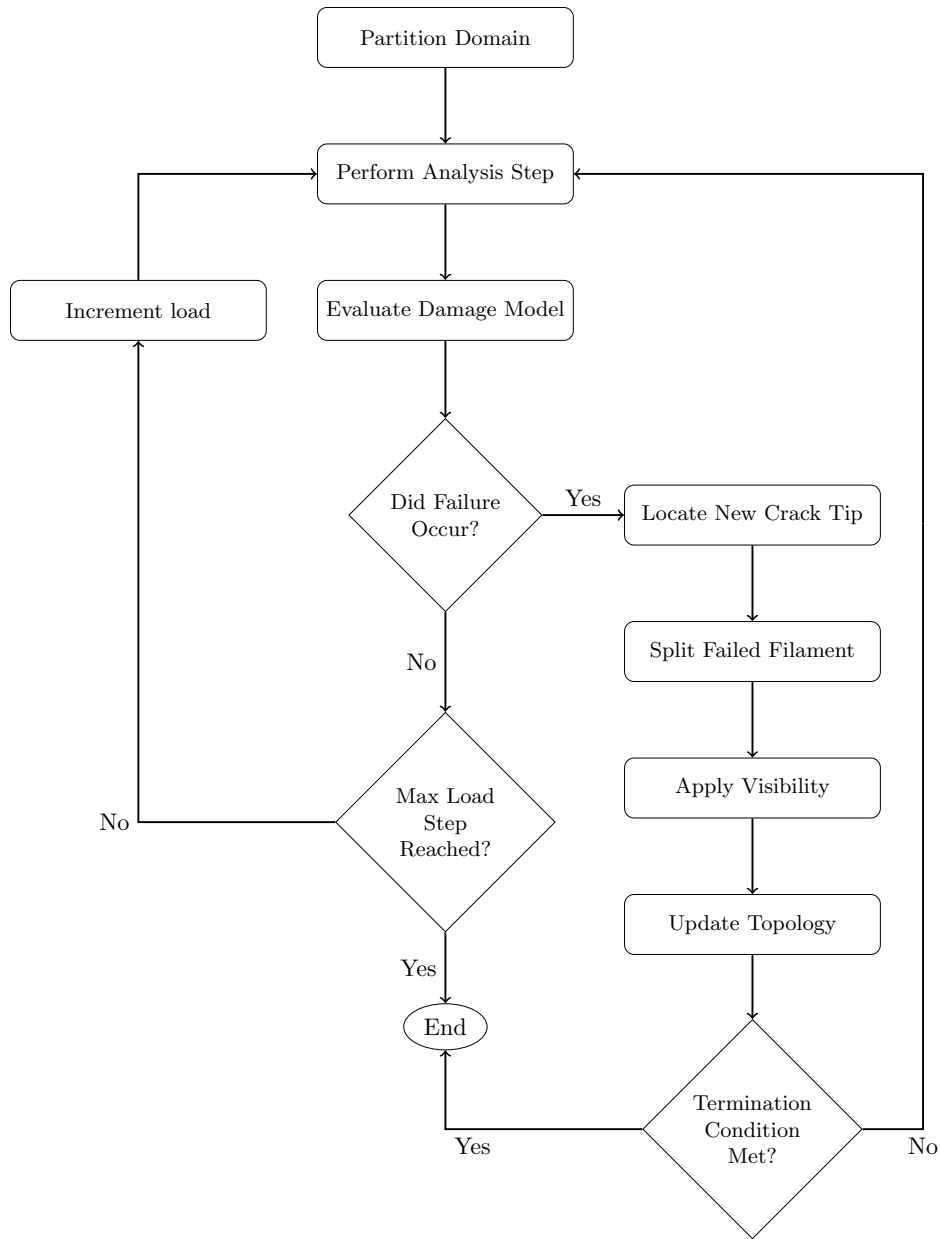 Partition Domain
Perform Analysis Step
Increment load
Evaluate Damage Model
Did Failure
Occur?
Yes
Locate New Crack Tip
Split Failed Filament
No
Apply Visibility
Max Load
Step
Reached?
No
Update Topology
Yes
End
Termination
Condition
Met?
Yes
No